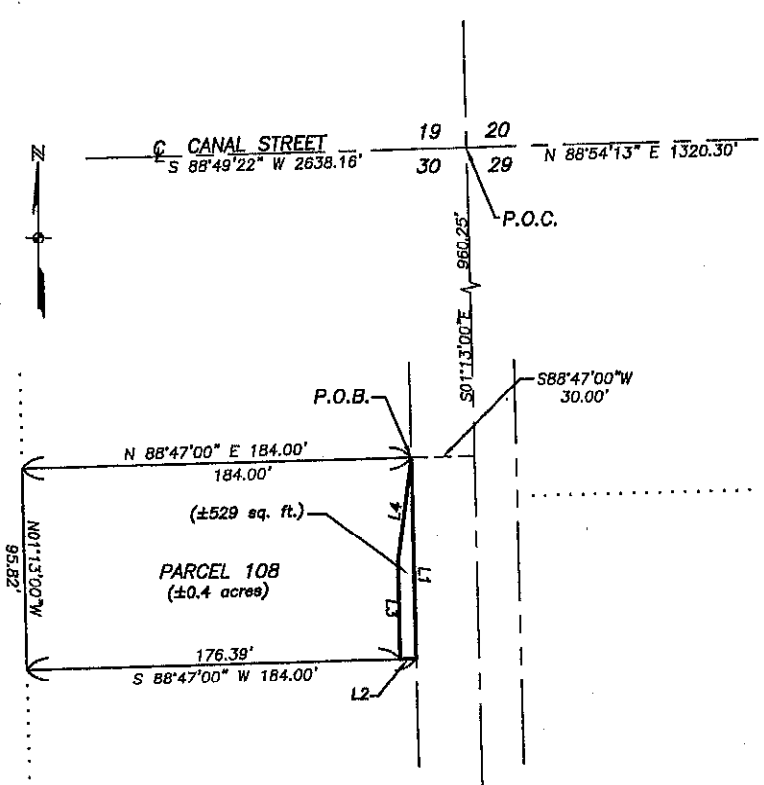 N
℄ CANAL STREET
S 88°49'22" W 2638.16'
19 20
30 29
N 88°54'13" E 1320.30'
P.O.C.
S01°13'00"E 960.25'
S88°47'00"W
30.00'
P.O.B.
N 88°47'00" E 184.00'
184.00'
(±529 sq. ft.)
L4
L1
N01°13'00"W
95.82'
PARCEL 108
(±0.4 acres)
L3
176.39'
S 88°47'00" W 184.00'
L2